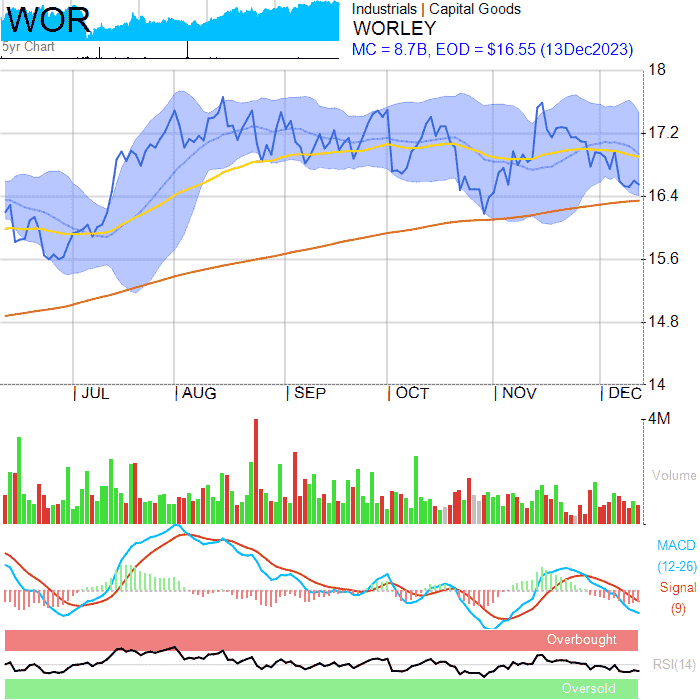 WOR
5yr Chart
Industrials | Capital Goods
WORLEY
MC = 8.7B, EOD = $16.55 (13Dec2023)
18
17.2
16.4
15.6
14.8
14
| JUL | AUG | SEP | OCT | NOV | DEC
4M
Volume
MACD
(12-26)
Signal
(9)
Overbought
RSI(14)
Oversold